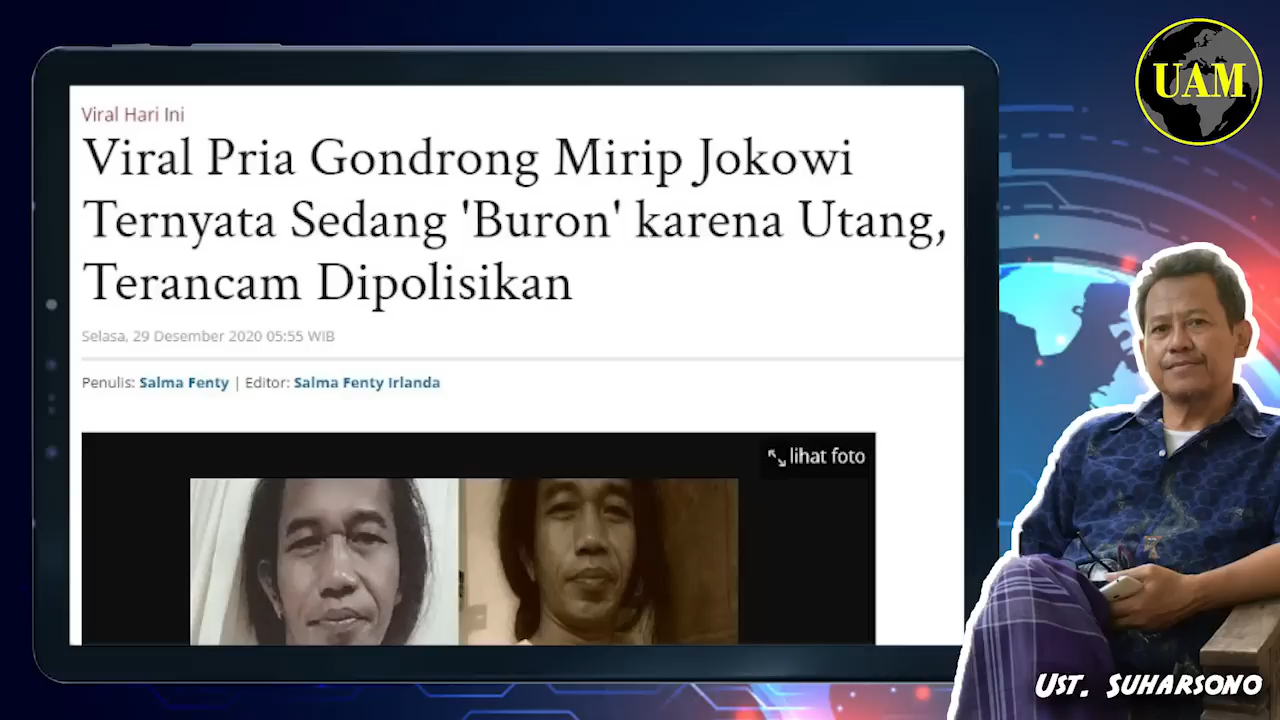 Viral Hari Ini
Viral Pria Gondrong Mirip Jokowi
Ternyata Sedang 'Buron' karena Utang,
Terancam Dipolisikan
Selasa, 29 Desember 2020 05:55 WIB
Penulis: Salma Fenty | Editor: Salma Fenty Irlanda
lihat foto
UAM
UST. SUHARSONO